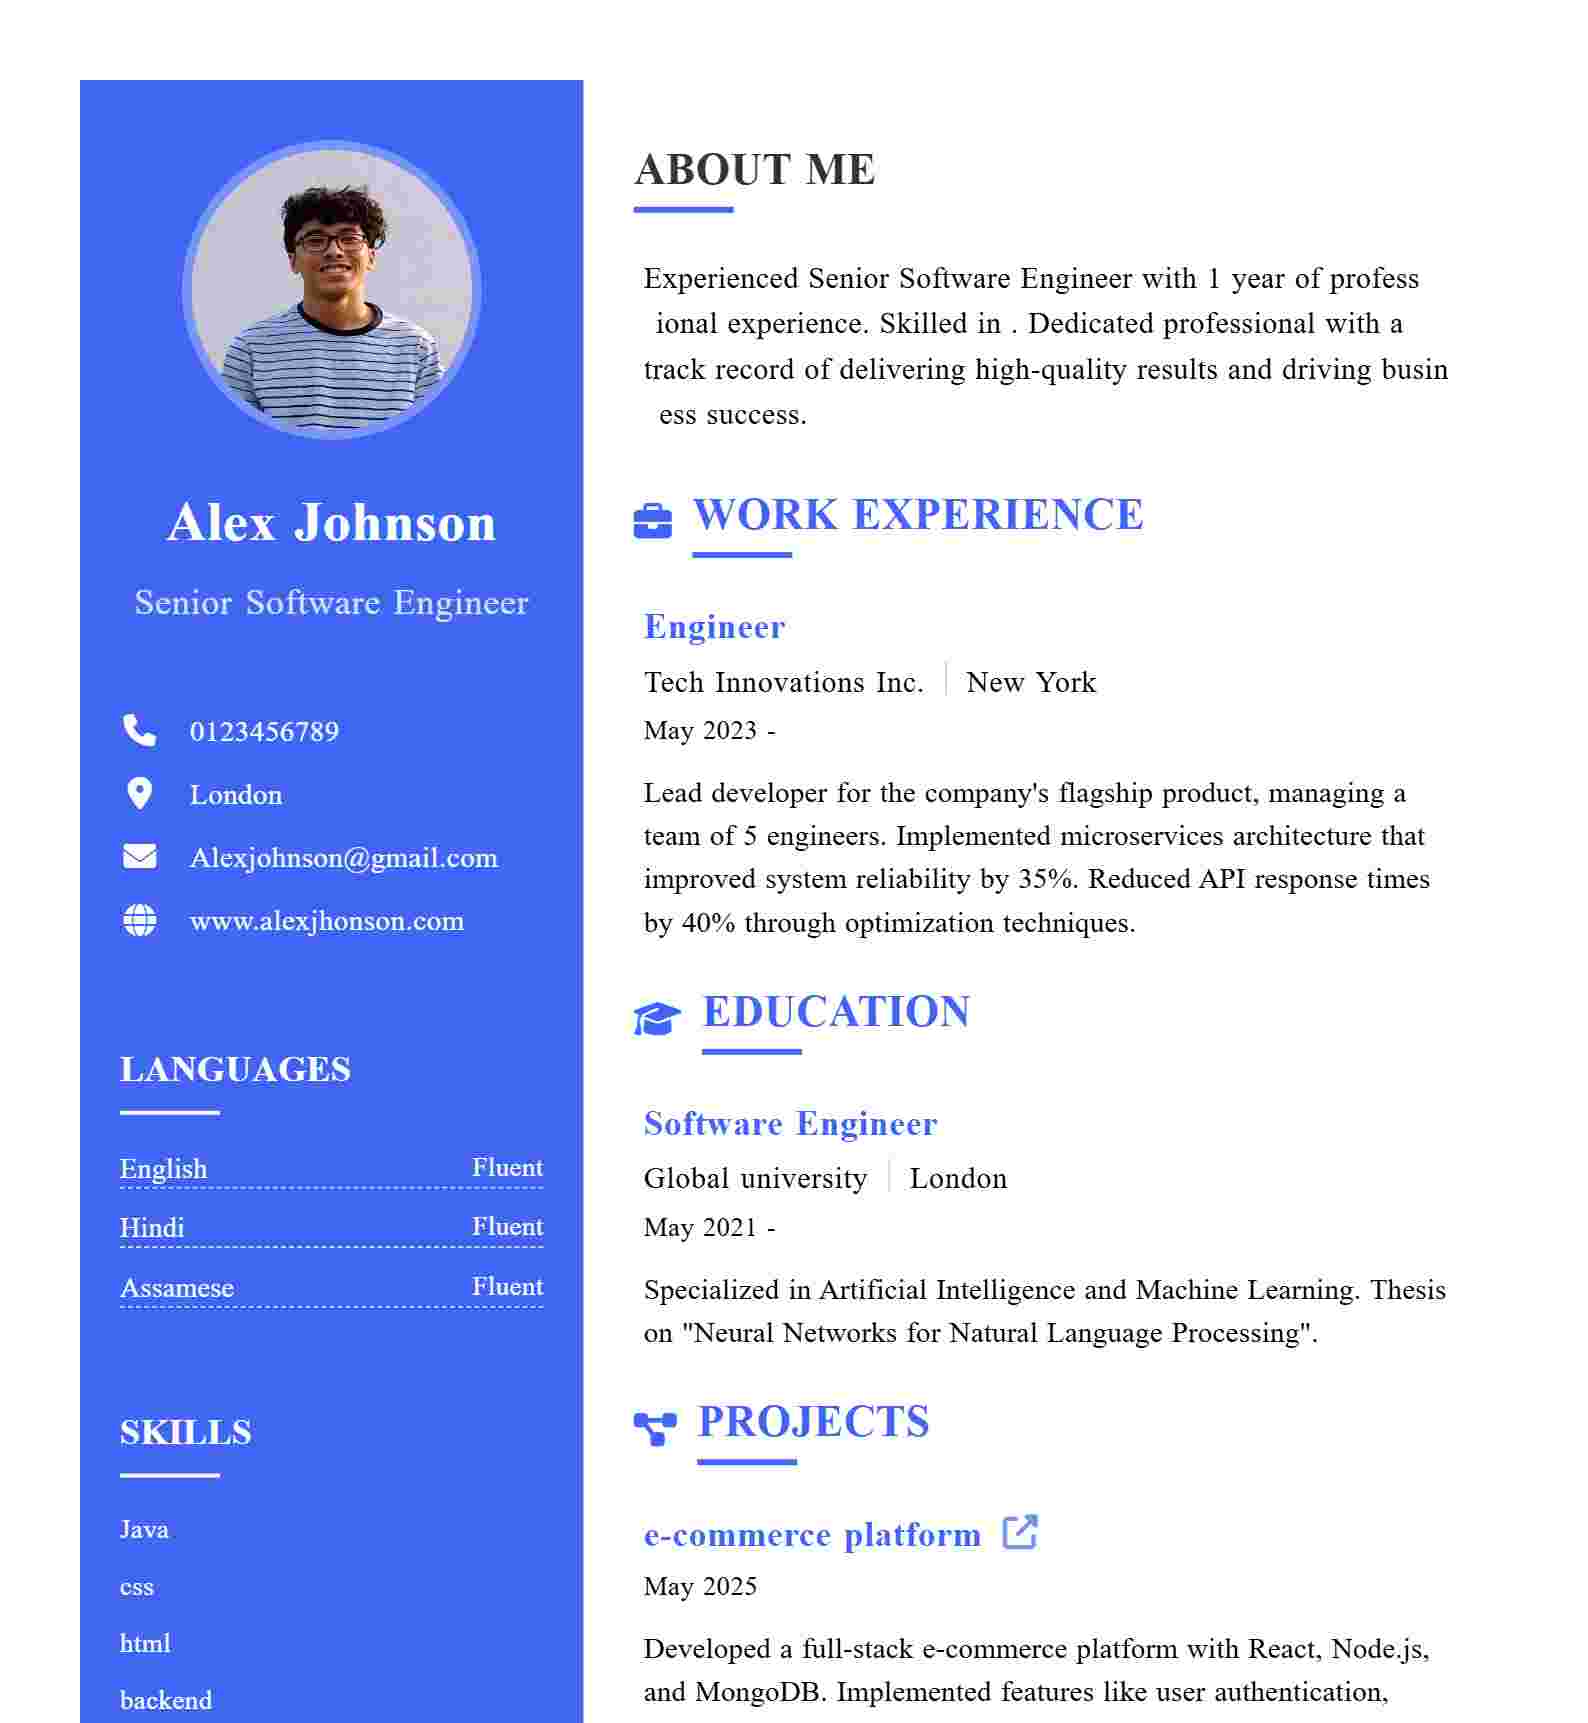 Alex Johnson
Senior Software Engineer
0123456789
London
Alexjohnson@gmail.com
www.alexjhonson.com
LANGUAGES
English Fluent
Hindi Fluent
Assamese Fluent
SKILLS
Java
css
html
backend
ABOUT ME
Experienced Senior Software Engineer with 1 year of profess
ional experience. Skilled in . Dedicated professional with a
track record of delivering high-quality results and driving busin
ess success.
WORK EXPERIENCE
Engineer
Tech Innovations Inc. New York
May 2023 -
Lead developer for the company's flagship product, managing a
team of 5 engineers. Implemented microservices architecture that
improved system reliability by 35%. Reduced API response times
by 40% through optimization techniques.
EDUCATION
Software Engineer
Global university London
May 2021 -
Specialized in Artificial Intelligence and Machine Learning. Thesis
on "Neural Networks for Natural Language Processing".
PROJECTS
e-commerce platform
May 2025
Developed a full-stack e-commerce platform with React, Node.js,
and MongoDB. Implemented features like user authentication,